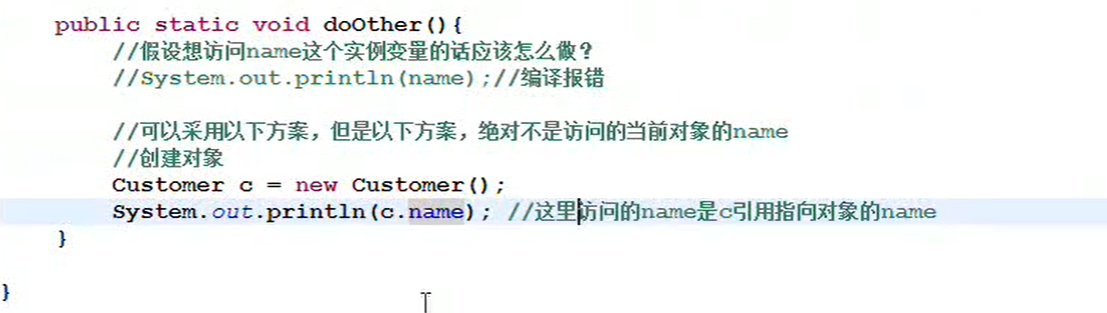 public static void doOther(){
//假设想访问name这个实例变量的话应该怎么做?
//System.out.println(name);//编译报错
//可以采用以下方案，但是以下方案，绝对不是访问的当前对象的name
//创建对象
Customer c = new Customer();
System.out.println(c.name); //这里访问的name是c引用指向对象的name
}
}